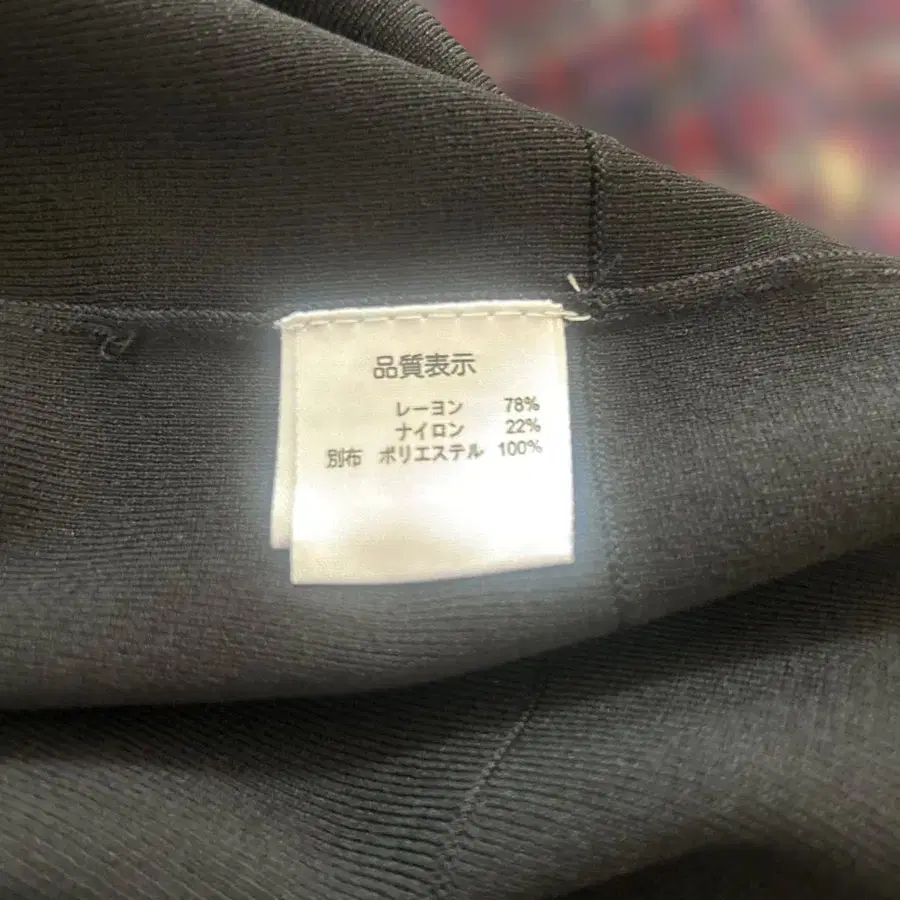 品質表示
レーヨン 78%
ナイロン 22%
別布 ポリエステル 100%